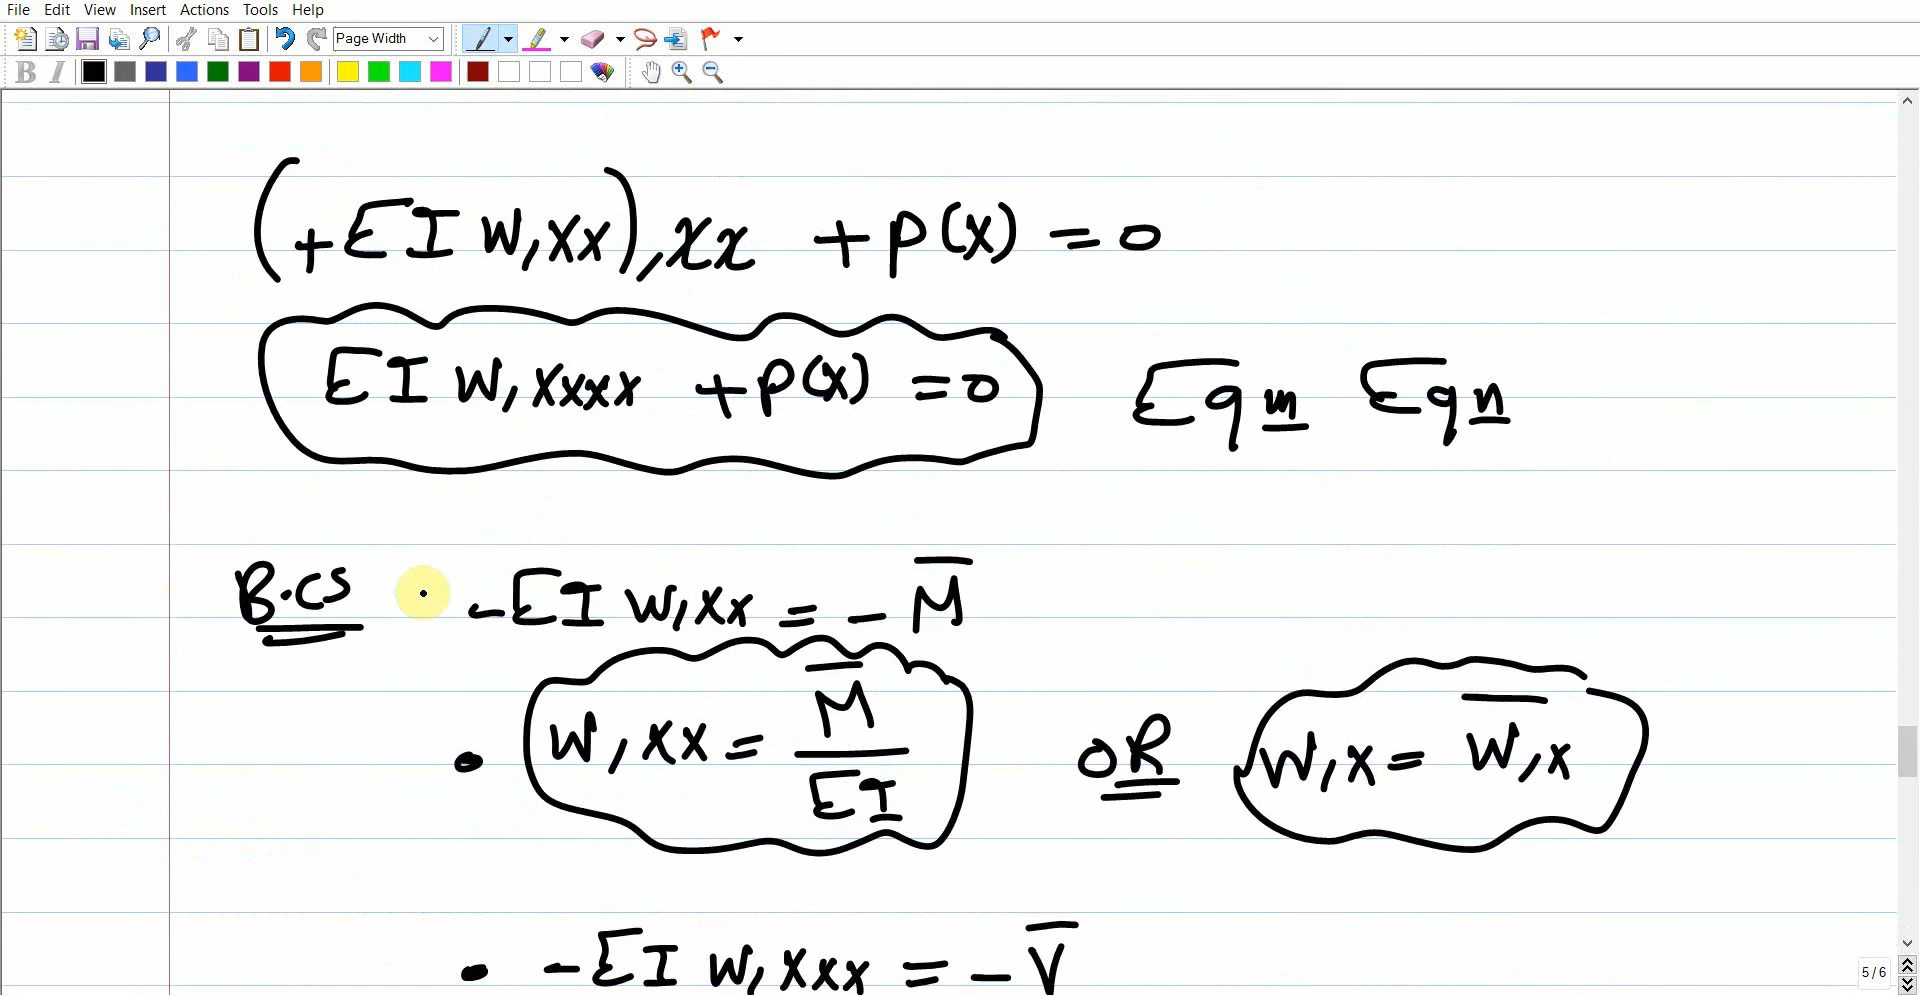 File Edit View Insert Actions Tools Help
Page Width
B I
(+EI W,xx),xx + P(x) = 0
EI W,xxxx + P(x) = 0 Eqm Eqn
B.Cs - EI W,xx = - M̅
• W,xx = M̅/EI OR W,x = W̅,x
• - EI W,xxx = - V̅
5/6